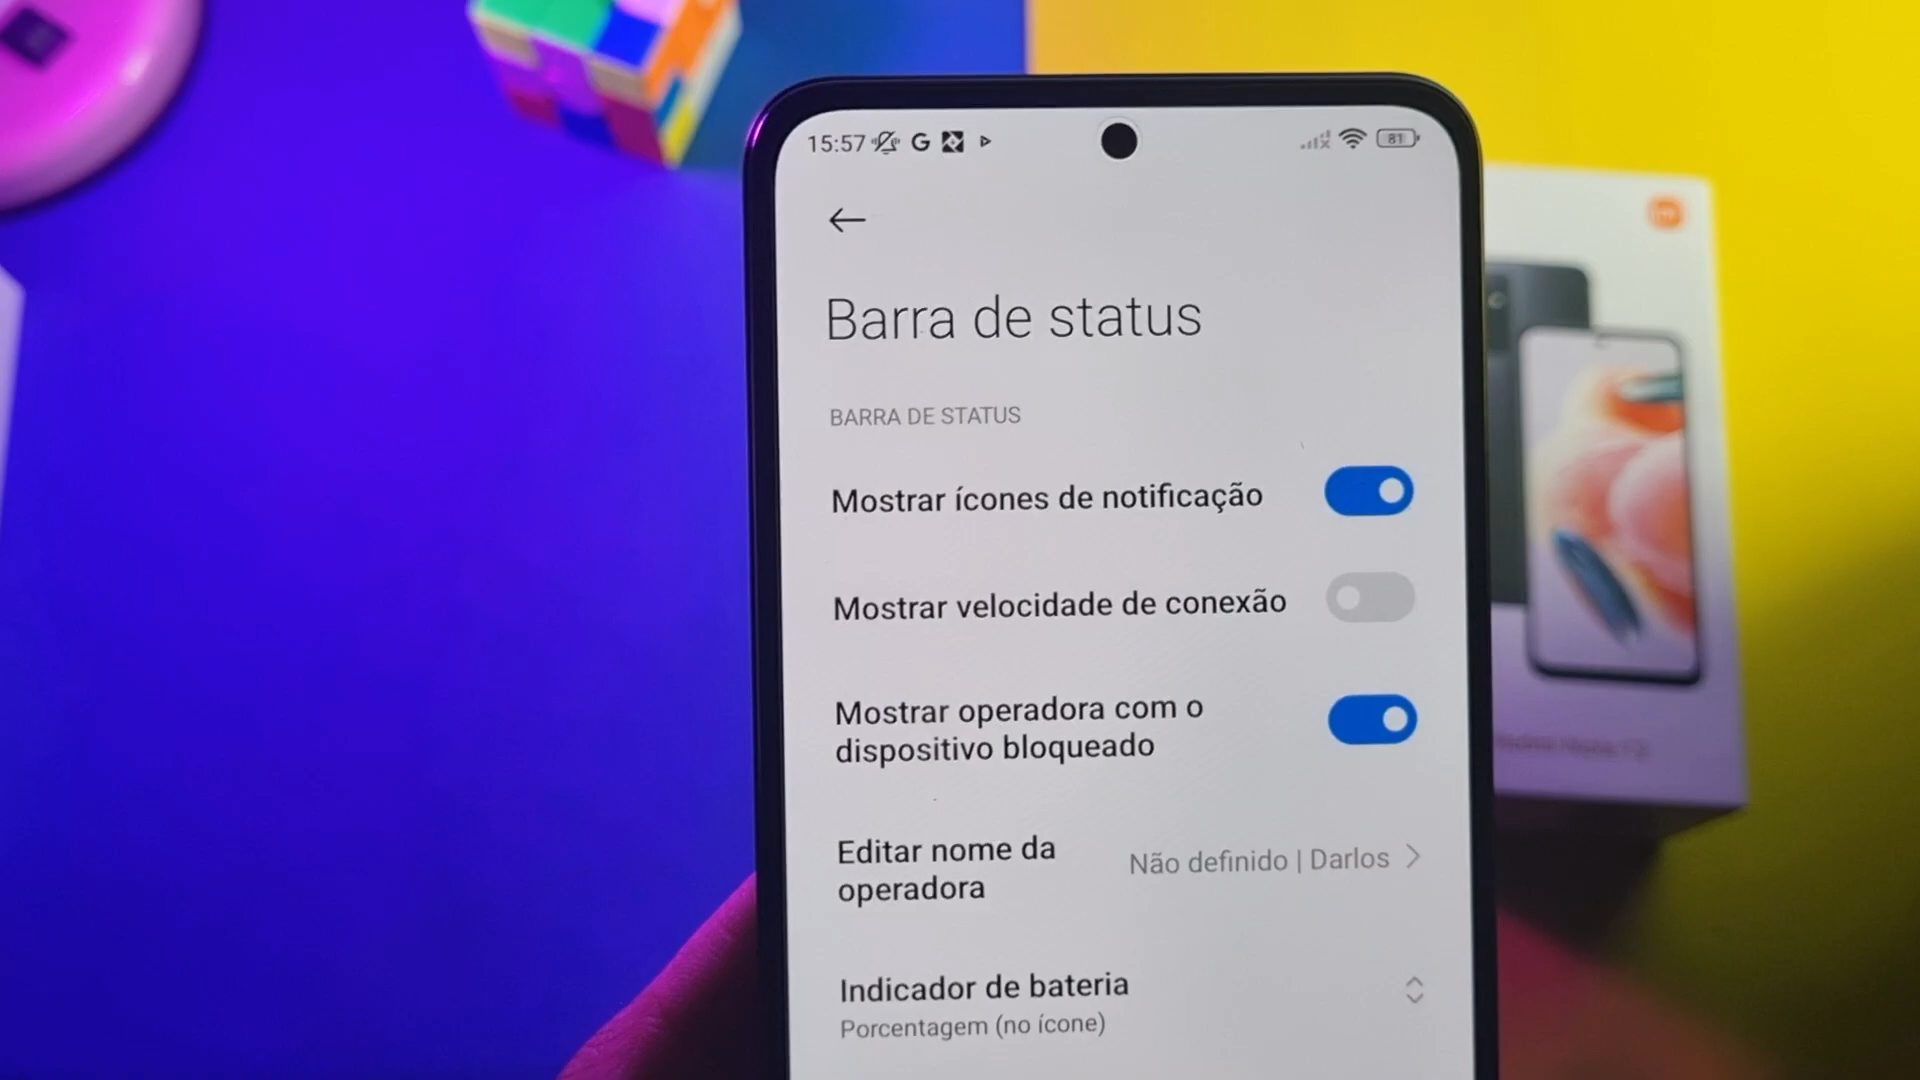 15:57 G 81
Barra de status
BARRA DE STATUS
Mostrar ícones de notificação
Mostrar velocidade de conexão
Mostrar operadora com o
dispositivo bloqueado
Editar nome da
operadora
Não definido | Darlos
Indicador de bateria
Porcentagem (no ícone)